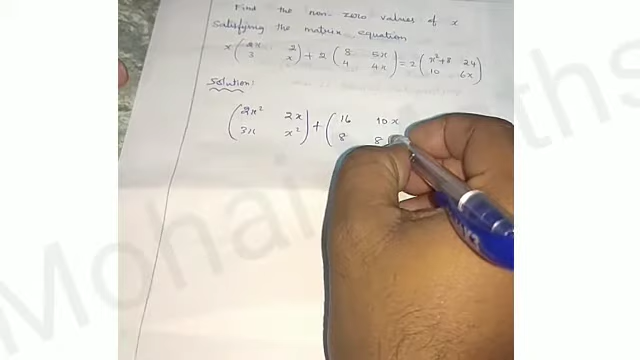 Find the non-zero values of x
Satisfying the matrix equation
x ( 2x 2 ; 3 x ) + 2 ( 8 5x ; 4 4x ) = 2 ( x²+8 24 ; 10 6x )
Solution:
( 2x² 2x ; 3x x² ) + ( 16 10x ; 8 8